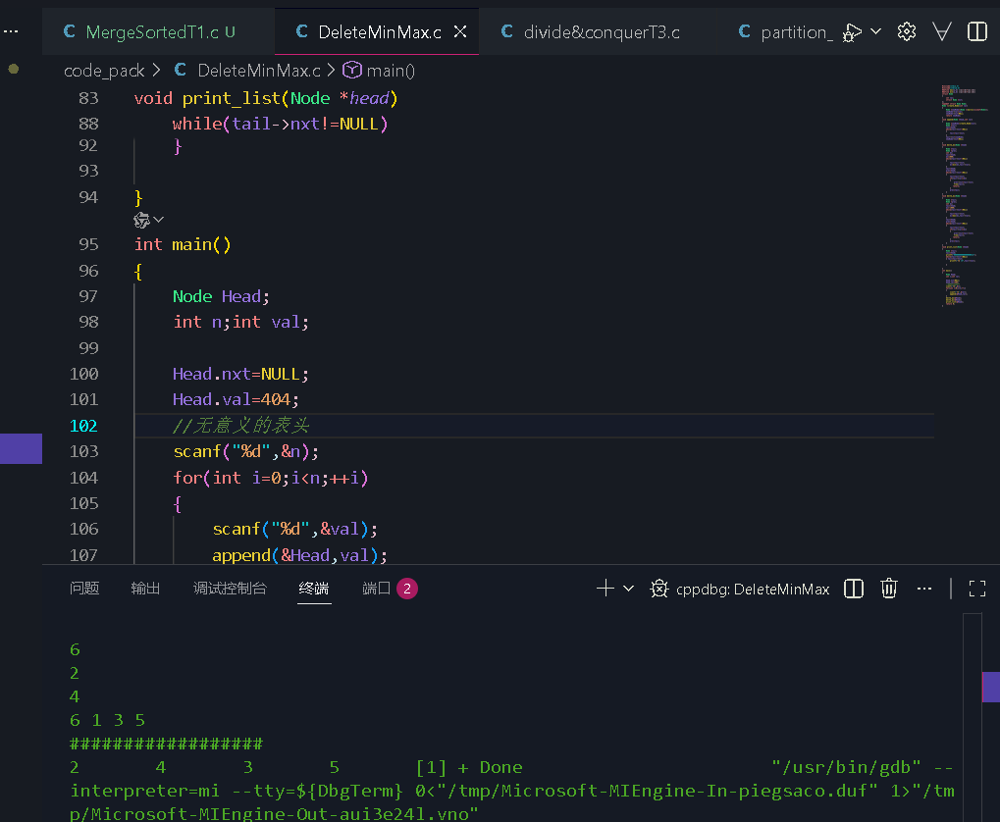 MergeSortedT1.c U DeleteMinMax.c divide&conquerT3.c partition_
code_pack > DeleteMinMax.c > main()
83 void print_list(Node *head)
88 while(tail->nxt!=NULL)
92 }
93
94 }
95 int main()
96 {
97 Node Head;
98 int n;int val;
99
100 Head.nxt=NULL;
101 Head.val=404;
102 //无意义的表头
103 scanf("%d",&n);
104 for(int i=0;i<n;++i)
105 {
106 scanf("%d",&val);
107 append(&Head,val);
问题 输出 调试控制台 终端 端口 2 cppdbg: DeleteMinMax
6
2
4
6 1 3 5
##################
2 4 3 5 [1] + Done "/usr/bin/gdb" --
interpreter=mi --tty=${DbgTerm} 0<"/tmp/Microsoft-MIEngine-In-piegsaco.duf" 1>"/tm
p/Microsoft-MIEngine-Out-aui3e24l.vno"